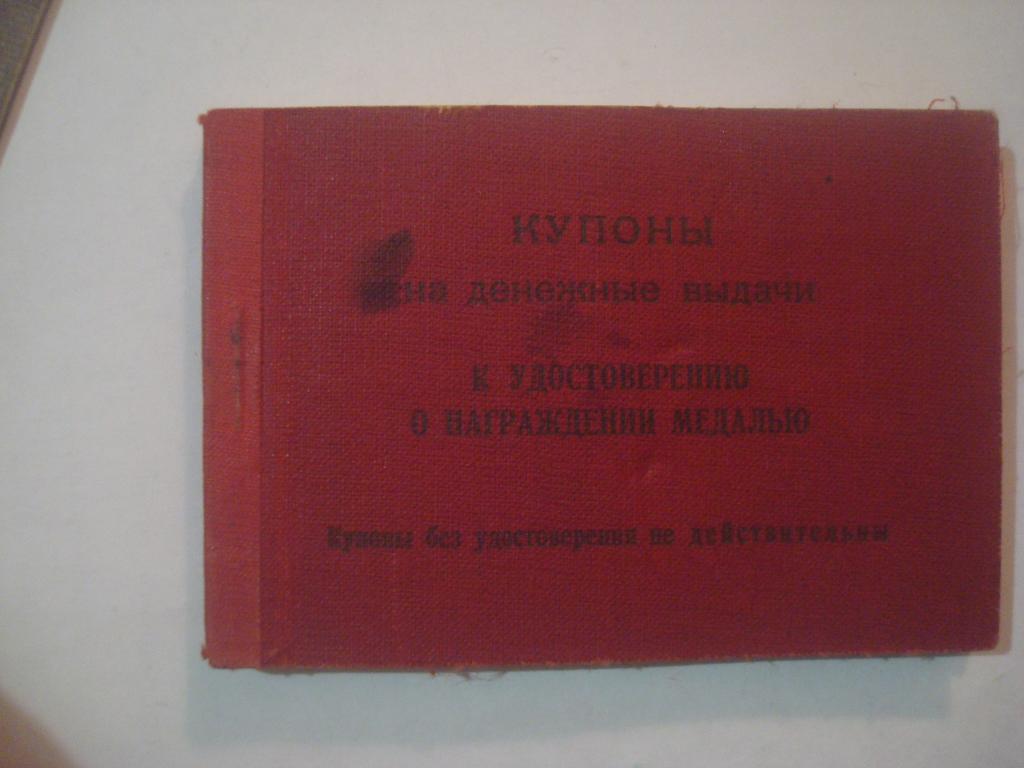 КУПОНЫ
на денежные выдачи
К УДОСТОВЕРЕНИЮ
О НАГРАЖДЕНИИ МЕДАЛЬЮ
Купоны без удостоверения не действительны